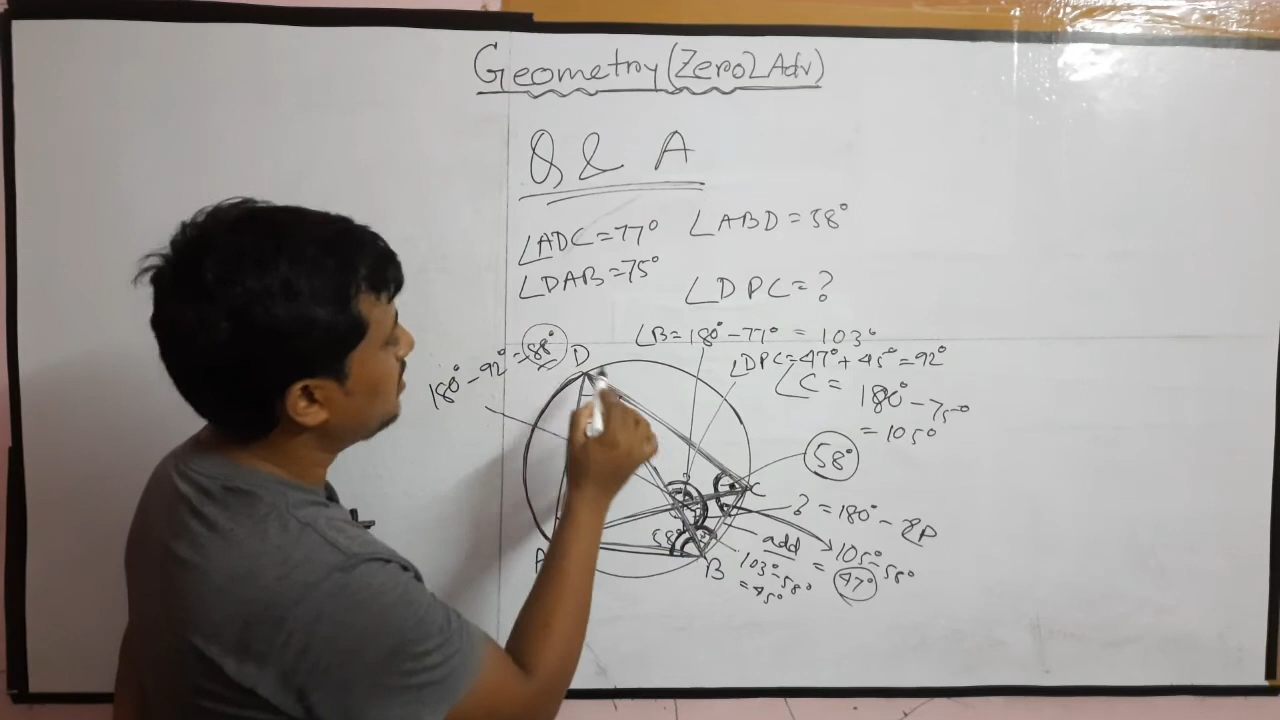 Geometry (Zero2Adv)
Q & A
∠ADC = 77° ∠ABD = 58°
∠DAB = 75°
∠DPC = ?
∠B = 180° - 77° = 103°
∠DPC = 47° + 45° = 92°
180° - 92° = 88°
∠C = 180° - 75°
= 105°
D
58°
C
? = 180° -
58°
add
105° - 58°
= 47°
A
B
103° - 58°
= 45°